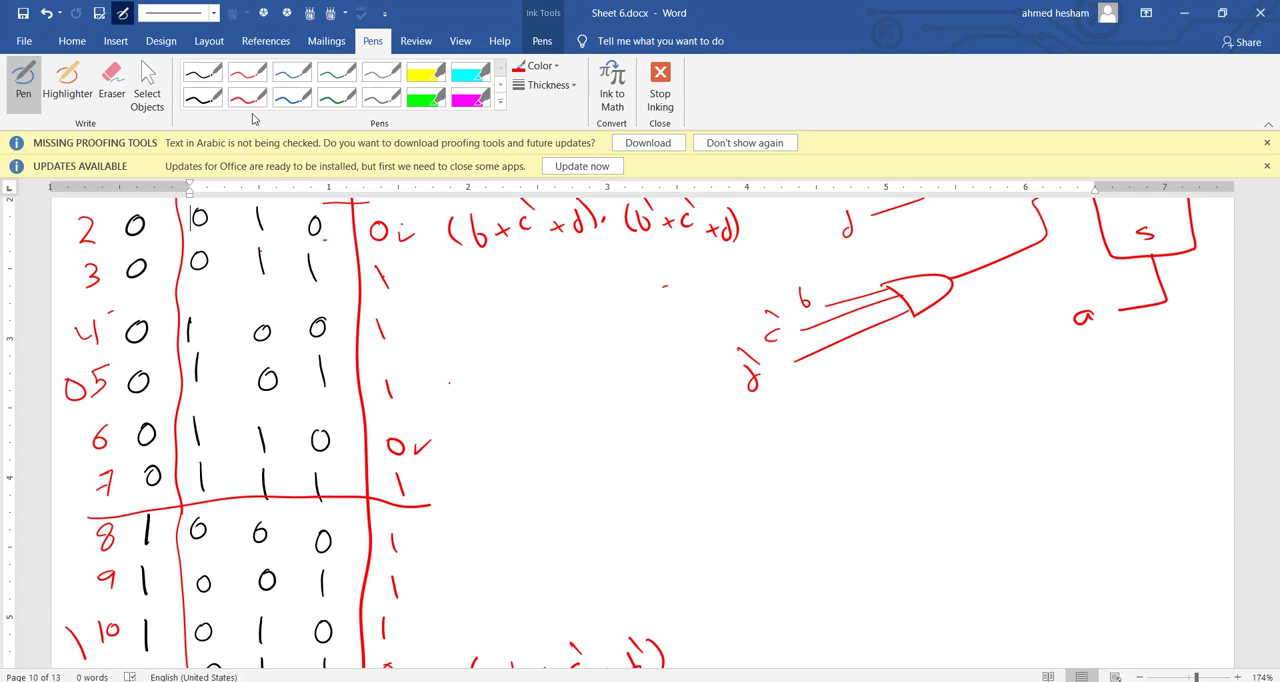 Ink Tools
Sheet 6.docx - Word
ahmed hesham
File Home Insert Design Layout References Mailings Pens Review View Help Pens Tell me what you want to do Share
Pen Highlighter Eraser Select Objects
Color
Thickness
Ink to Math
Stop Inking
Write Pens Convert Close
MISSING PROOFING TOOLS Text in Arabic is not being checked. Do you want to download proofing tools and future updates? Download Don't show again
UPDATES AVAILABLE Updates for Office are ready to be installed, but first we need to close some apps. Update now
1 1 2 3 4 5 6 7
2 0 0 1 0 0 (b+c'+d).(b'+c'+d) d s
3 0 0 1 1 1
b
c'
d'
a
4 0 1 0 0 1
05 0 1 0 1 1
6 0 1 1 0 0✓
7 0 1 1 1 1
8 1 0 0 0 1
9 1 0 0 1 1
10 1 0 1 0 1
Page 10 of 13 0 words English (United States) 174%